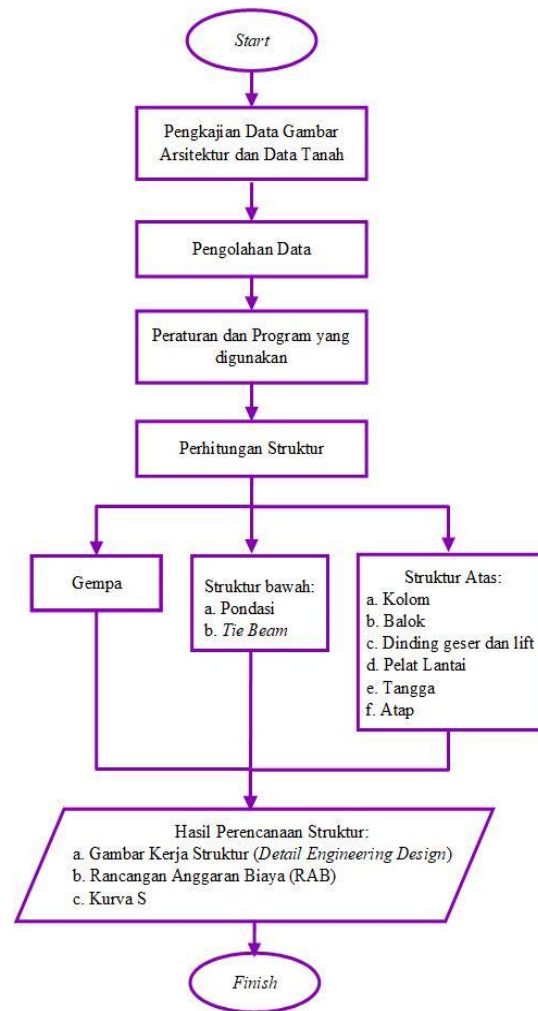 Start
Pengkajian Data Gambar
Arsitektur dan Data Tanah
Pengolahan Data
Peraturan dan Program yang
digunakan
Perhitungan Struktur
Gempa
Struktur bawah:
a. Pondasi
b. Tie Beam
Struktur Atas:
a. Kolom
b. Balok
c. Dinding geser dan lift
d. Pelat Lantai
e. Tangga
f. Atap
Hasil Perencanaan Struktur:
a. Gambar Kerja Struktur (Detail Engineering Design)
b. Rancangan Anggaran Biaya (RAB)
c. Kurva S
Finish